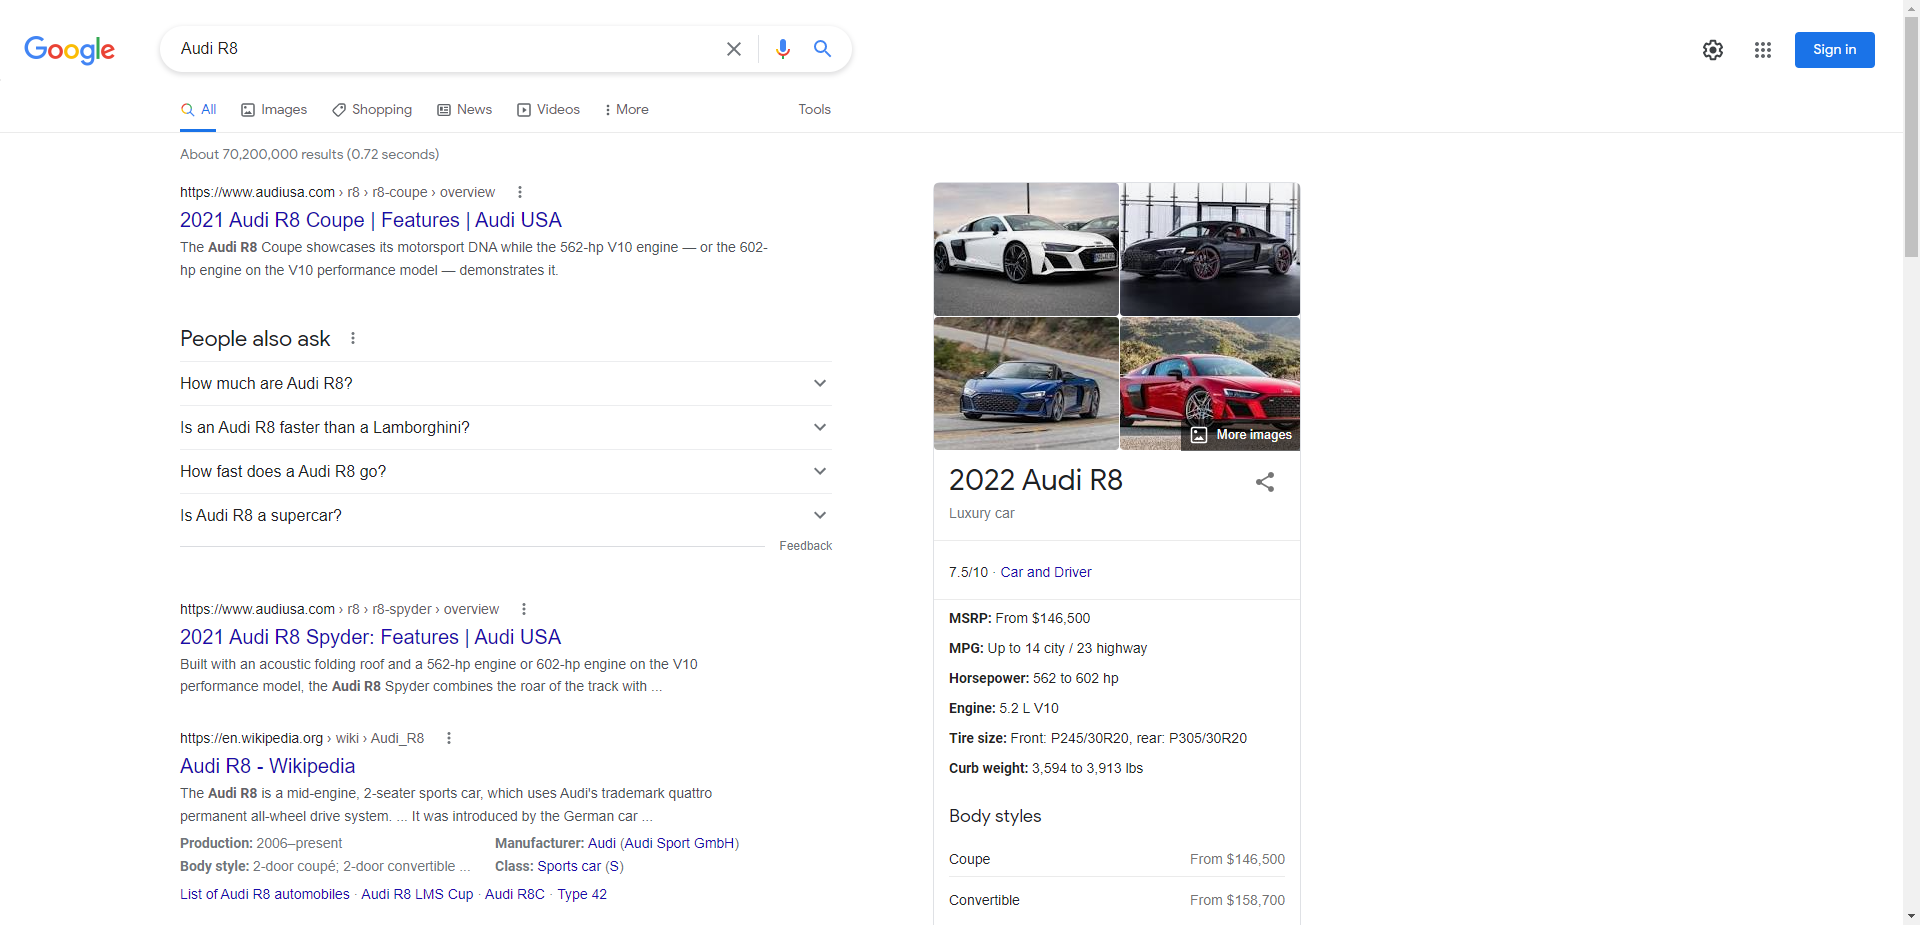 Google
Audi R8
Sign in
All
Images
Shopping
News
Videos
More
Tools
About 70,200,000 results (0.72 seconds)
https://www.audiusa.com › r8 › r8-coupe › overview
2021 Audi R8 Coupe | Features | Audi USA
The Audi R8 Coupe showcases its motorsport DNA while the 562-hp V10 engine — or the 602-
hp engine on the V10 performance model — demonstrates it.
People also ask
How much are Audi R8?
Is an Audi R8 faster than a Lamborghini?
How fast does a Audi R8 go?
Is Audi R8 a supercar?
Feedback
https://www.audiusa.com › r8 › r8-spyder › overview
2021 Audi R8 Spyder: Features | Audi USA
Built with an acoustic folding roof and a 562-hp engine or 602-hp engine on the V10
performance model, the Audi R8 Spyder combines the roar of the track with ...
https://en.wikipedia.org › wiki › Audi_R8
Audi R8 - Wikipedia
The Audi R8 is a mid-engine, 2-seater sports car, which uses Audi's trademark quattro
permanent all-wheel drive system. ... It was introduced by the German car ...
Production: 2006–present
Manufacturer: Audi (Audi Sport GmbH)
Body style: 2-door coupé; 2-door convertible ...
Class: Sports car (S)
List of Audi R8 automobiles · Audi R8 LMS Cup · Audi R8C · Type 42
More images
2022 Audi R8
Luxury car
7.5/10 · Car and Driver
MSRP: From $146,500
MPG: Up to 14 city / 23 highway
Horsepower: 562 to 602 hp
Engine: 5.2 L V10
Tire size: Front: P245/30R20, rear: P305/30R20
Curb weight: 3,594 to 3,913 lbs
Body styles
Coupe
From $146,500
Convertible
From $158,700